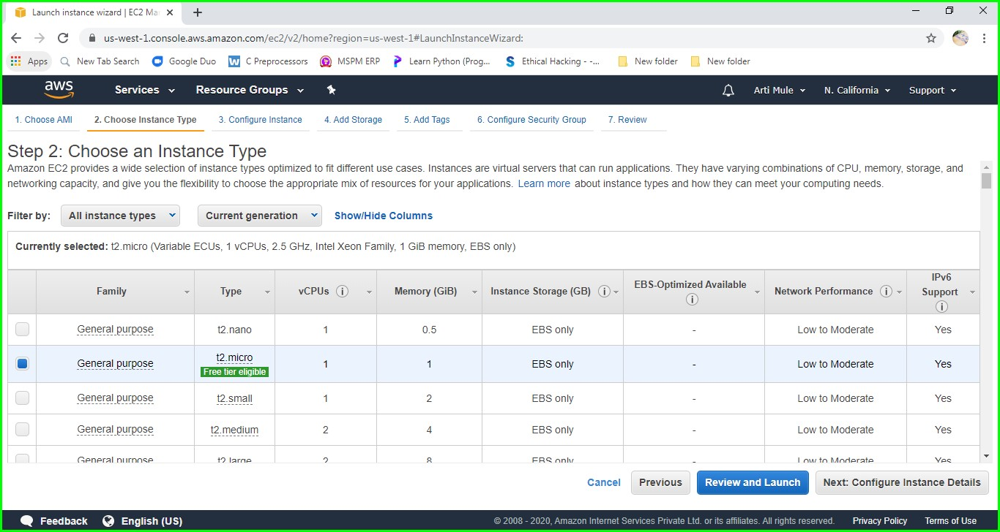 Launch instance wizard | EC2 Ma
us-west-1.console.aws.amazon.com/ec2/v2/home?region=us-west-1#LaunchInstanceWizard:
Apps New Tab Search Google Duo W C Preprocessors MSPM ERP Learn Python (Prog... S Ethical Hacking - -... New folder New folder
aws Services Resource Groups Arti Mule N. California Support
1. Choose AMI 2. Choose Instance Type 3. Configure Instance 4. Add Storage 5. Add Tags 6. Configure Security Group 7. Review
Step 2: Choose an Instance Type
Amazon EC2 provides a wide selection of instance types optimized to fit different use cases. Instances are virtual servers that can run applications. They have varying combinations of CPU, memory, storage, and
networking capacity, and give you the flexibility to choose the appropriate mix of resources for your applications. Learn more about instance types and how they can meet your computing needs.
Filter by: All instance types Current generation Show/Hide Columns
Currently selected: t2.micro (Variable ECUs, 1 vCPUs, 2.5 GHz, Intel Xeon Family, 1 GiB memory, EBS only)
Family Type vCPUs i Memory (GiB) Instance Storage (GB) i EBS-Optimized Available i Network Performance i IPv6 Support i
General purpose t2.nano 1 0.5 EBS only - Low to Moderate Yes
General purpose t2.micro 1 1 EBS only - Low to Moderate Yes
Free tier eligible
General purpose t2.small 1 2 EBS only - Low to Moderate Yes
General purpose t2.medium 2 4 EBS only - Low to Moderate Yes
General purpose t2.large 2 8 EBS only - Low to Moderate Yes
Cancel Previous Review and Launch Next: Configure Instance Details
Feedback English (US) © 2008 - 2020, Amazon Internet Services Private Ltd. or its affiliates. All rights reserved. Privacy Policy Terms of Use